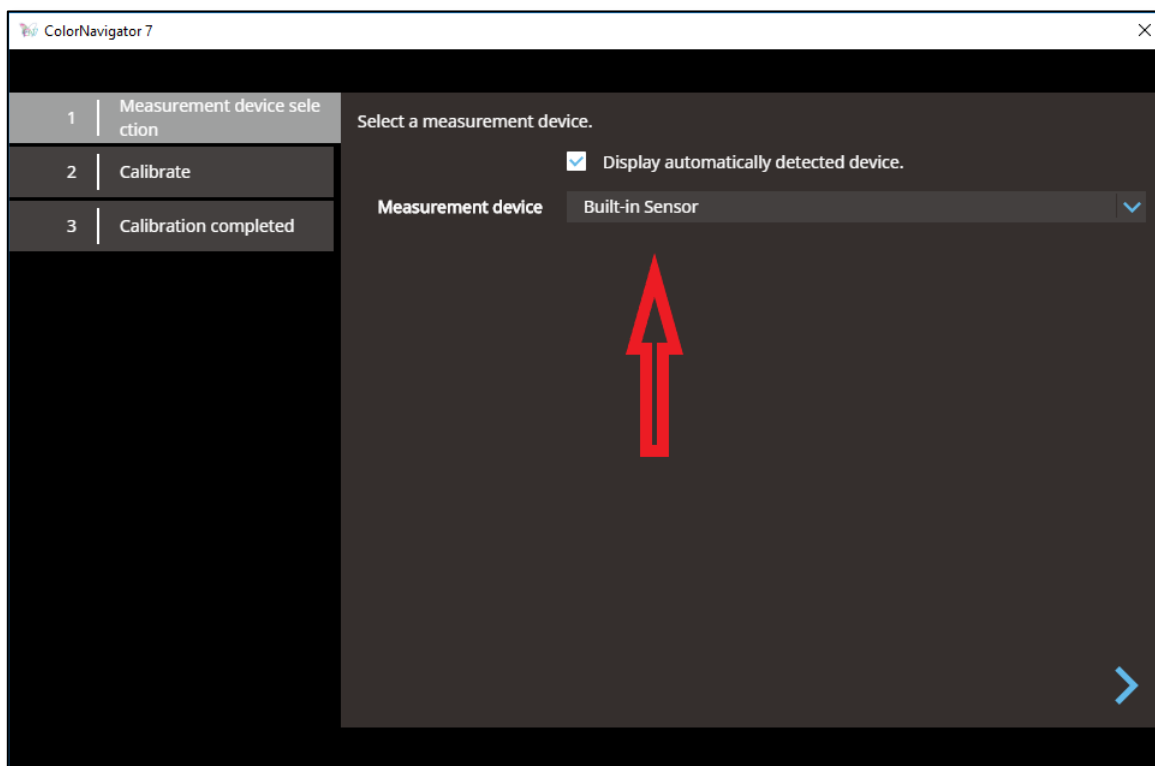 ColorNavigator 7
1
Measurement device sele
ction
2
Calibrate
3
Calibration completed
Select a measurement device.
Display automatically detected device.
Measurement device
Built-in Sensor